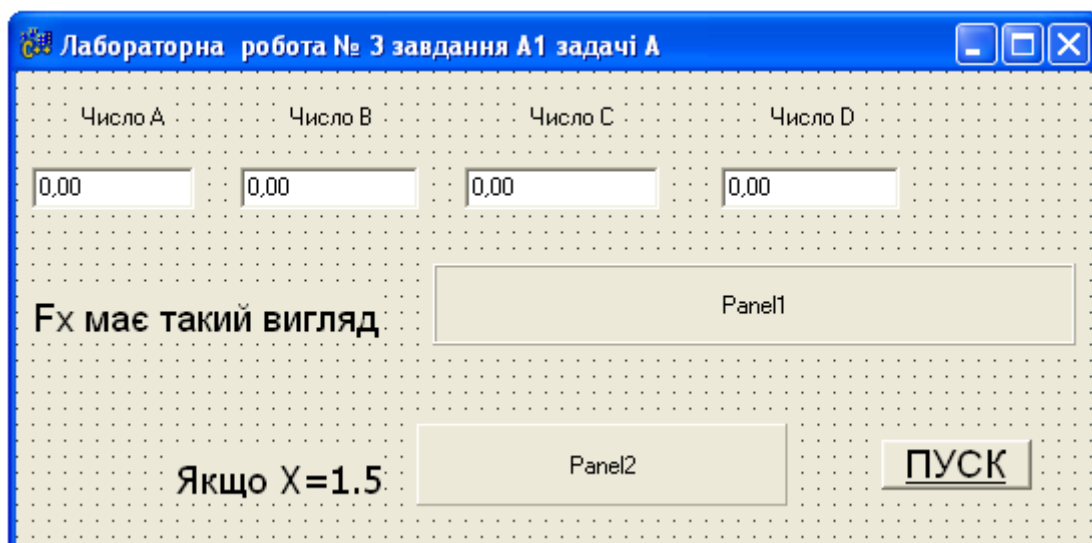 Лабораторна робота № 3 завдання А1 задачі А
Число А Число В Число С Число D
0,00 0,00 0,00 0,00
Panel1
Fx має такий вигляд
Panel2
Якщо X=1.5 ПУСК